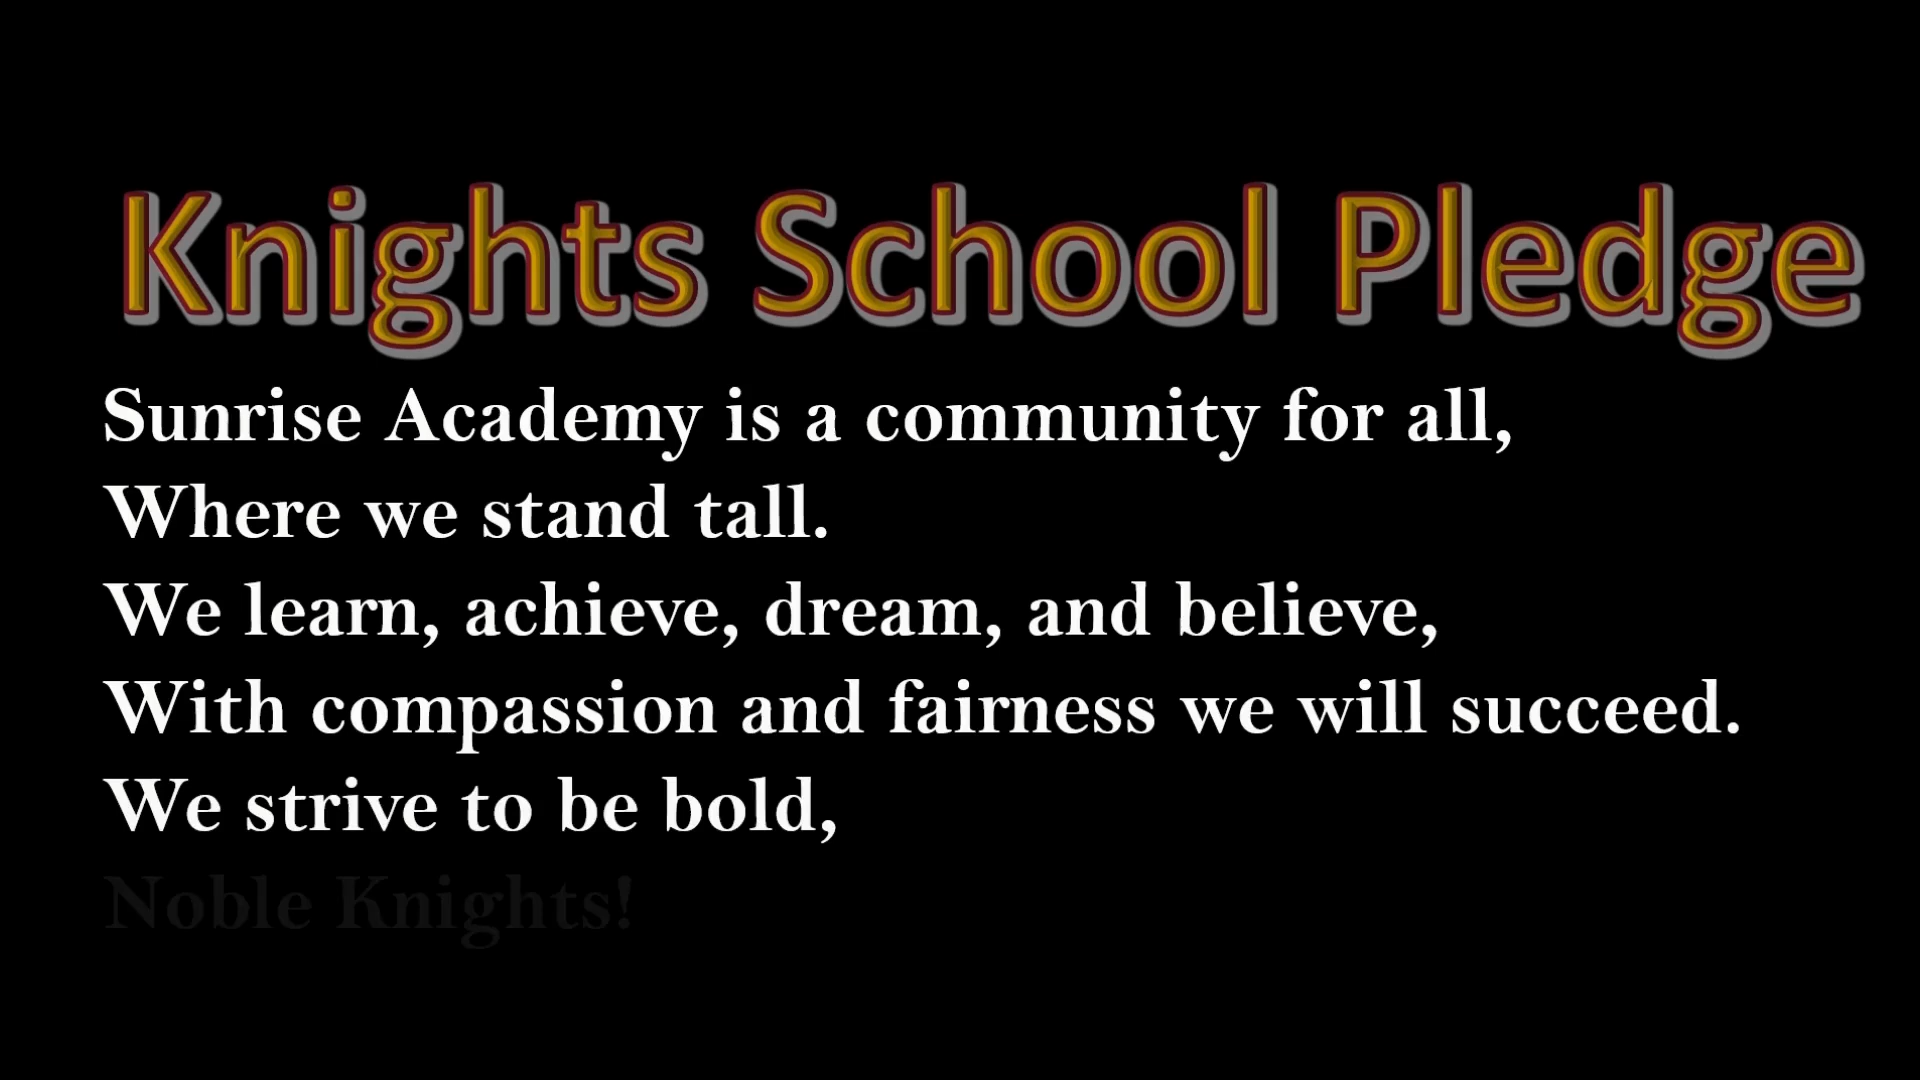 Knights School Pledge
Sunrise Academy is a community for all,
Where we stand tall.
We learn, achieve, dream, and believe,
With compassion and fairness we will succeed.
We strive to be bold,
Noble Knights!